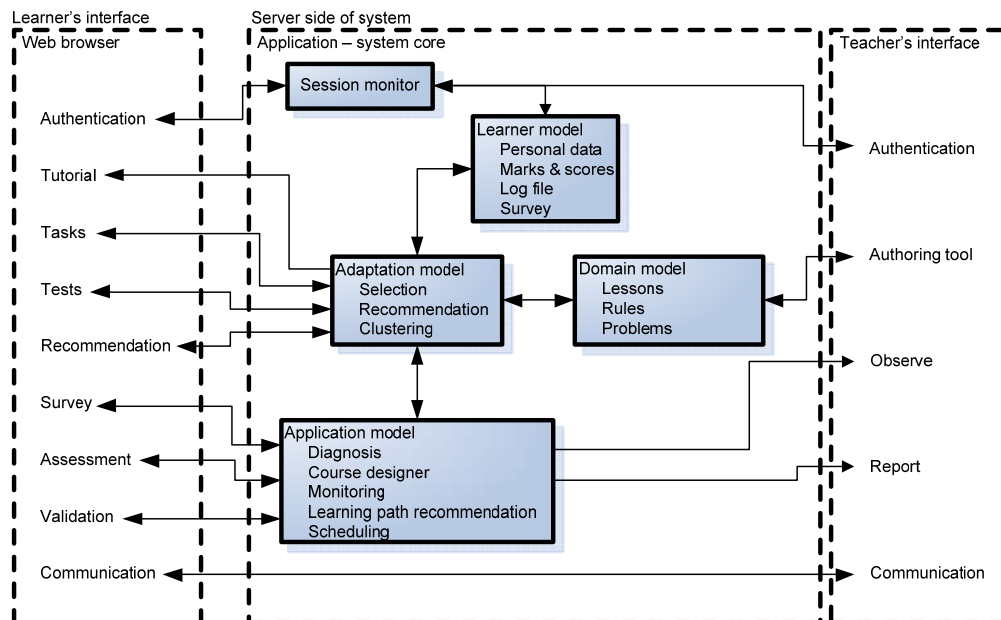 Learner's interface
Server side of system
Web browser
Application – system core
Teacher's interface
Session monitor
Authentication
Tutorial
Tasks
Tests
Recommendation
Survey
Assessment
Validation
Communication
Learner model
Personal data
Marks & scores
Log file
Survey
Adaptation model
Selection
Recommendation
Clustering
Domain model
Lessons
Rules
Problems
Application model
Diagnosis
Course designer
Monitoring
Learning path recommendation
Scheduling
Authentication
Authoring tool
Observe
Report
Communication